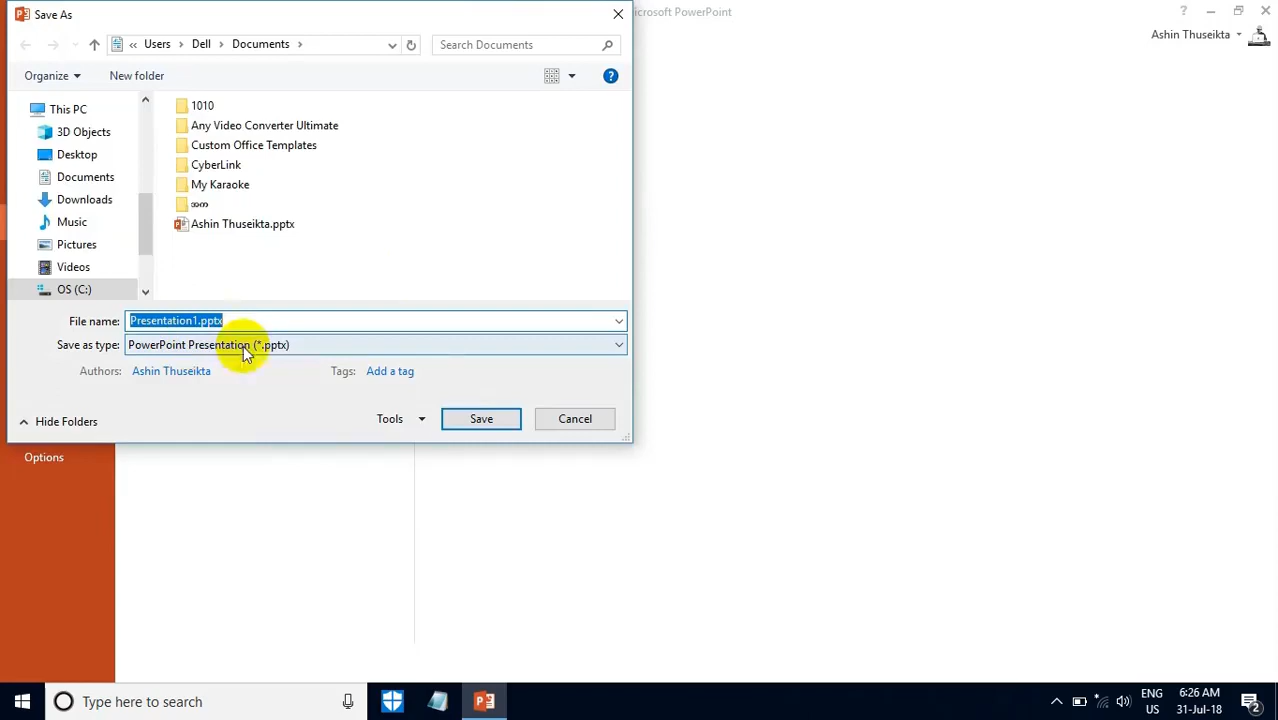 Save As
icrosoft PowerPoint
Ashin Thuseikta
Users
Dell
Documents
Search Documents
Organize
New folder
This PC
3D Objects
Desktop
Documents
Downloads
Music
Pictures
Videos
OS (C:)
1010
Any Video Converter Ultimate
Custom Office Templates
CyberLink
My Karaoke
Ashin Thuseikta.pptx
File name: Presentation1.pptx
Save as type: PowerPoint Presentation (*.pptx)
Authors: Ashin Thuseikta
Tags: Add a tag
Hide Folders
Tools
Save
Cancel
Options
Type here to search
ENG
US
6:26 AM
31-Jul-18
2